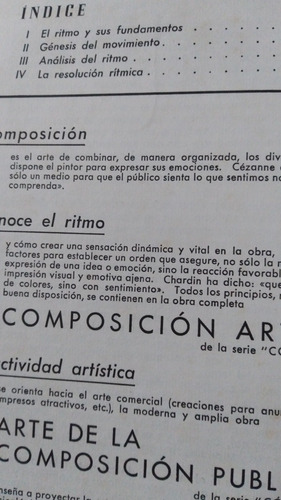 ÍNDICE
I El ritmo y sus fundamentos . . . . .
II Génesis del movimiento . . . . .
III Análisis del ritmo . . . . .
IV La resolución rítmica . . . . .
omposición
es el arte de combinar, de manera organizada, los div
dispone el pintor para expresar sus emociones. Cézanne
sólo un medio para que el público sienta lo que sentimos no
comprenda».
noce el ritmo
y cómo crear una sensación dinámica y vital en la obra,
factores para establecer un orden que asegure, no sólo la r
expresión de una idea o emoción, sino la reacción favorabl
impresión visual y emotiva ajena. Chardin ha dicho: «que
de colores, sino con sentimiento». Todos los principios, n
buena disposición, se contienen en la obra completa
COMPOSICIÓN AR
de la serie "CÓ
ctividad artística
se orienta hacia el arte comercial (creaciones para anu
mpresos atractivos, etc.), la moderna y amplia obra
ARTE DE LA
COMPOSICIÓN PUBL
enseña a proyectar